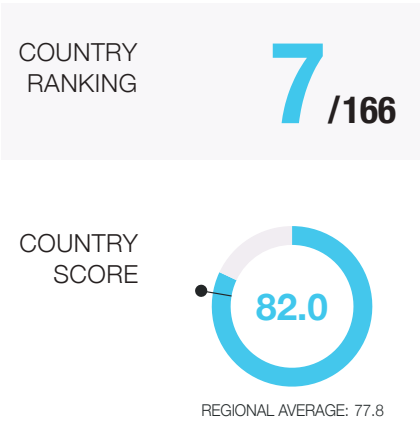 COUNTRY
RANKING
7/166
COUNTRY
SCORE
82.0
REGIONAL AVERAGE: 77.8